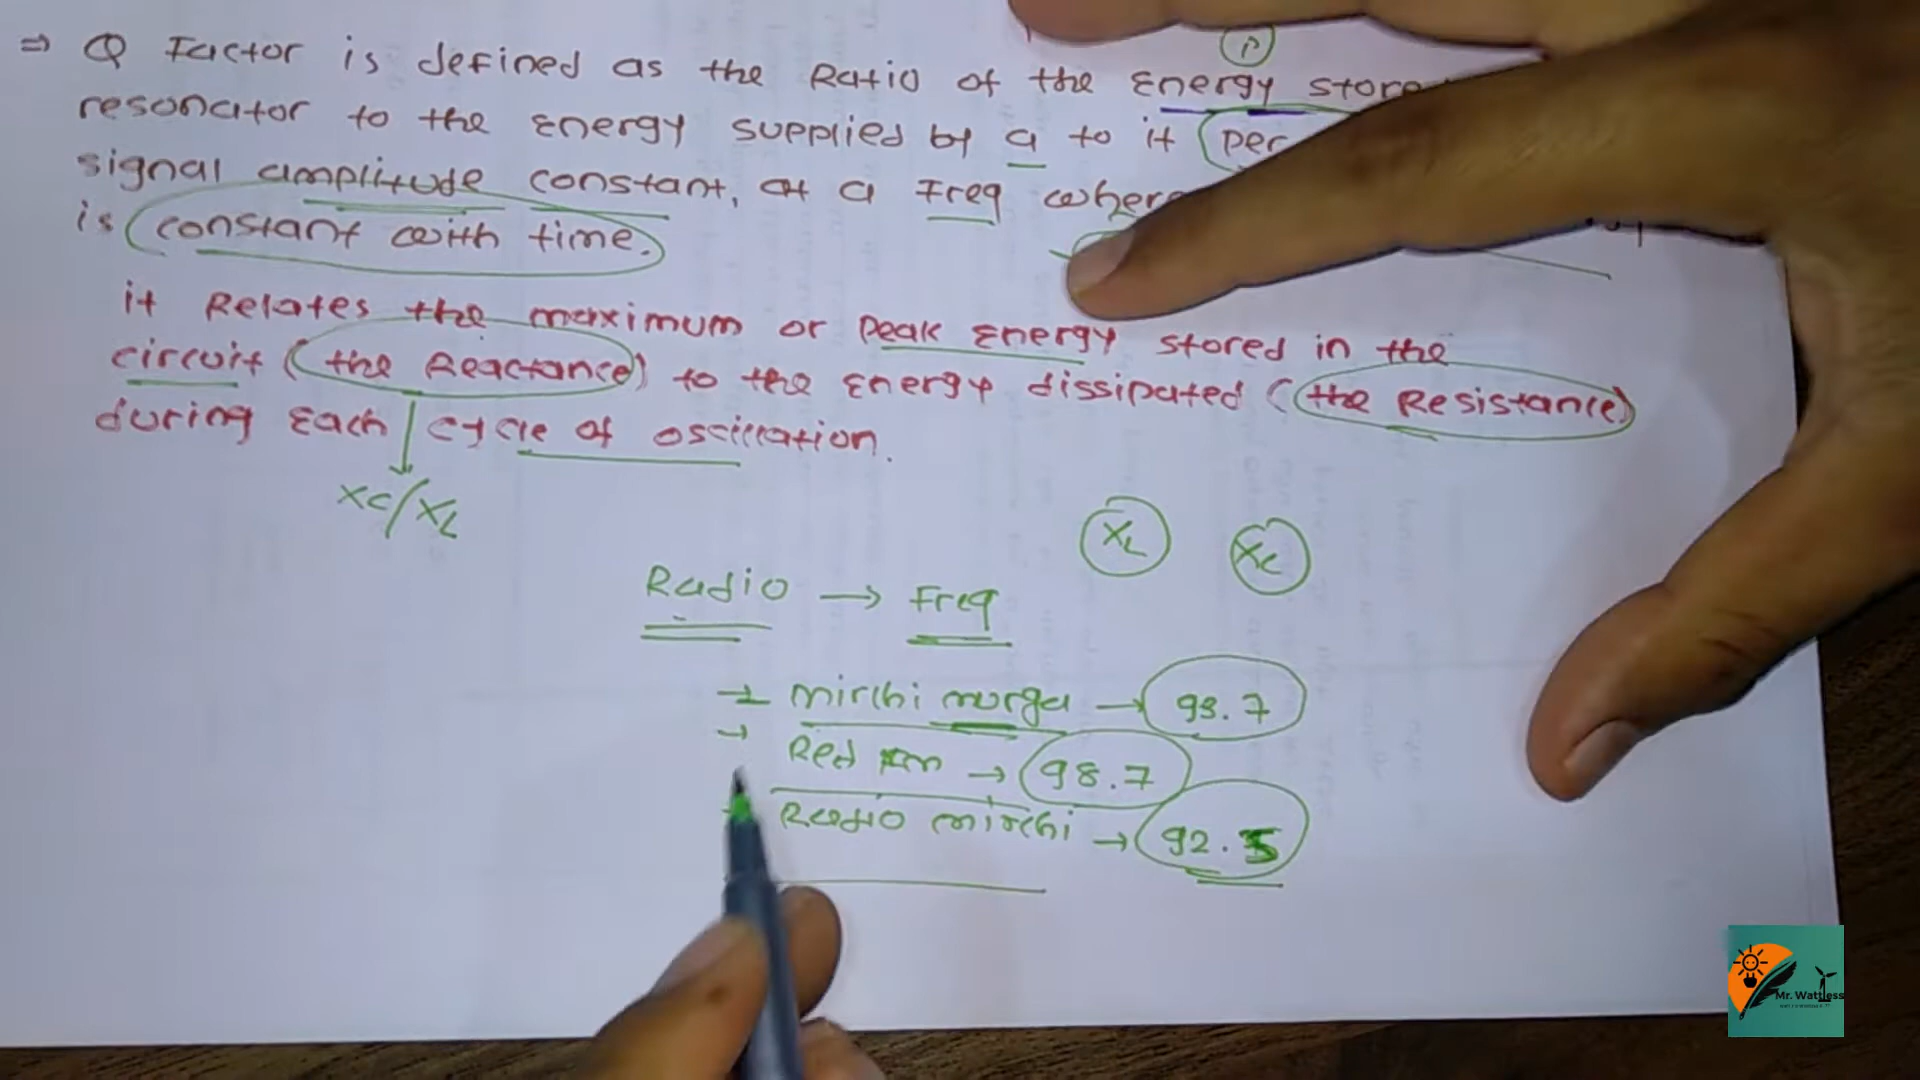 P
⇒ Q Factor is defined as the Ratio of the Energy store
resonator to the Energy supplied by a to it per
signal amplitude constant, at a Freq where
is constant with time.
it Relates the maximum or Peak Energy stored in the
circuit (the Reactance) to the Energy dissipated (the Resistance)
during Each cycle of oscillation.
Xc/XL
XL Xc
Radio → Freq
→ mirchi murga → 93.7
→ Red Fm → 98.7
Radio mirchi → 92.5
Mr. Wattless